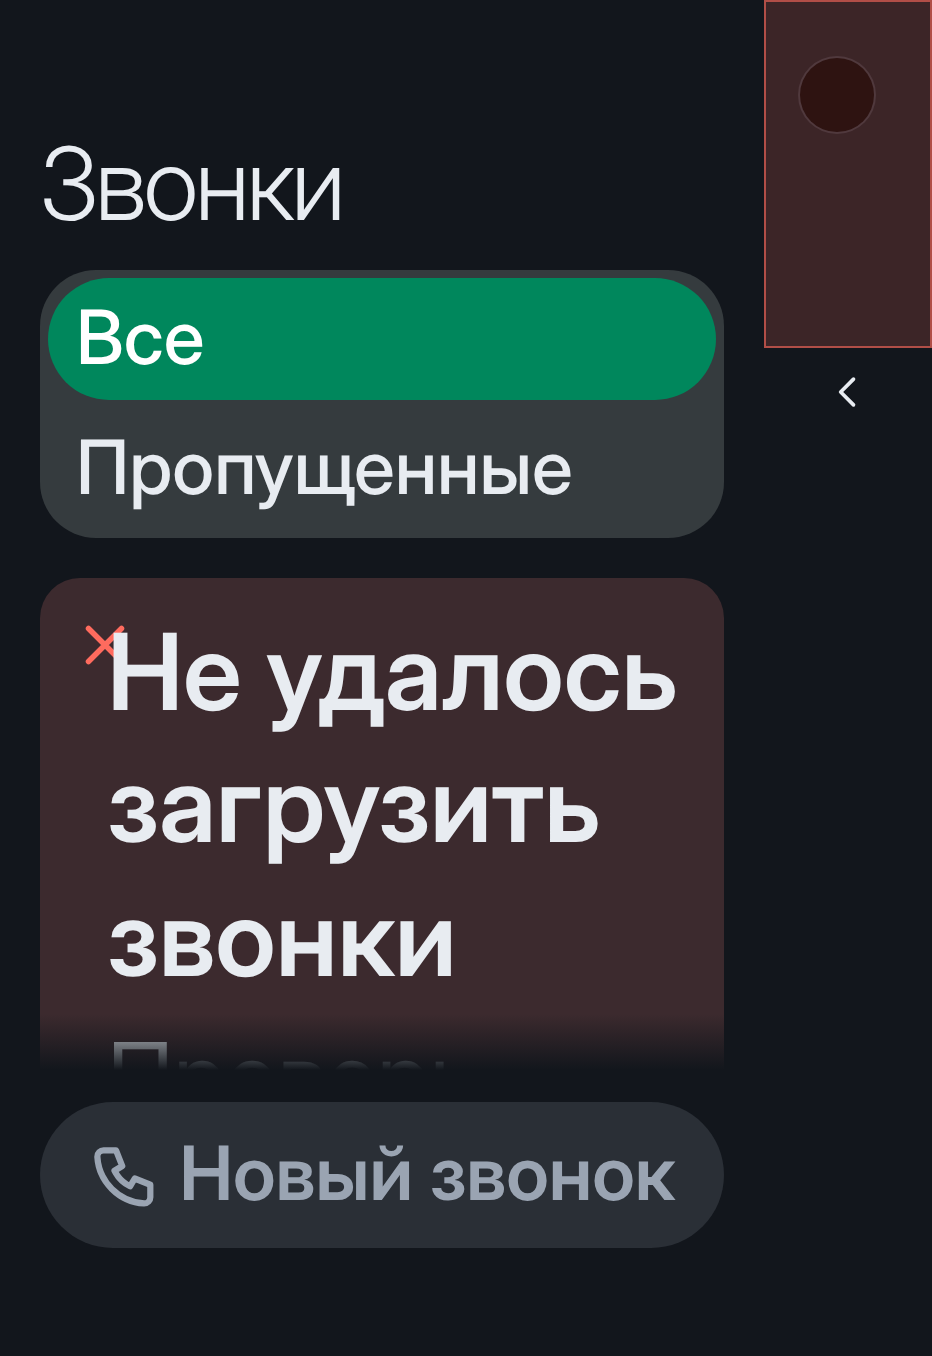 Звонки
Все
Пропущенные
Не удалось
загрузить
звонки
Новый звонок